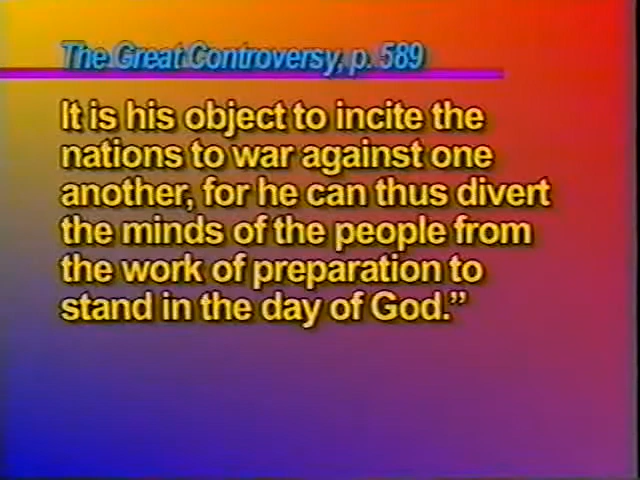 The Great Controversy, p. 589
It is his object to incite the
nations to war against one
another, for he can thus divert
the minds of the people from
the work of preparation to
stand in the day of God.”